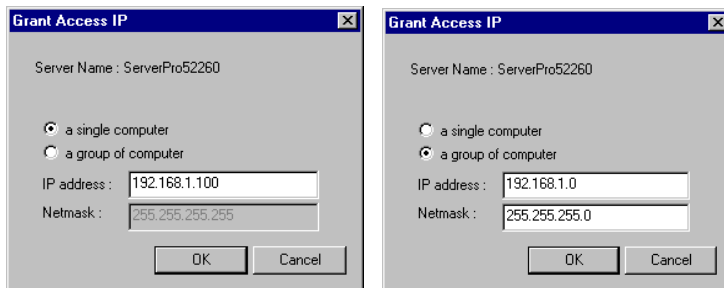 Grant Access IP
Server Name : ServerPro52260
a single computer
a group of computer
IP address : 192.168.1.100
Netmask : 255.255.255.255
OK Cancel
Grant Access IP
Server Name : ServerPro52260
a single computer
a group of computer
IP address : 192.168.1.0
Netmask : 255.255.255.0
OK Cancel